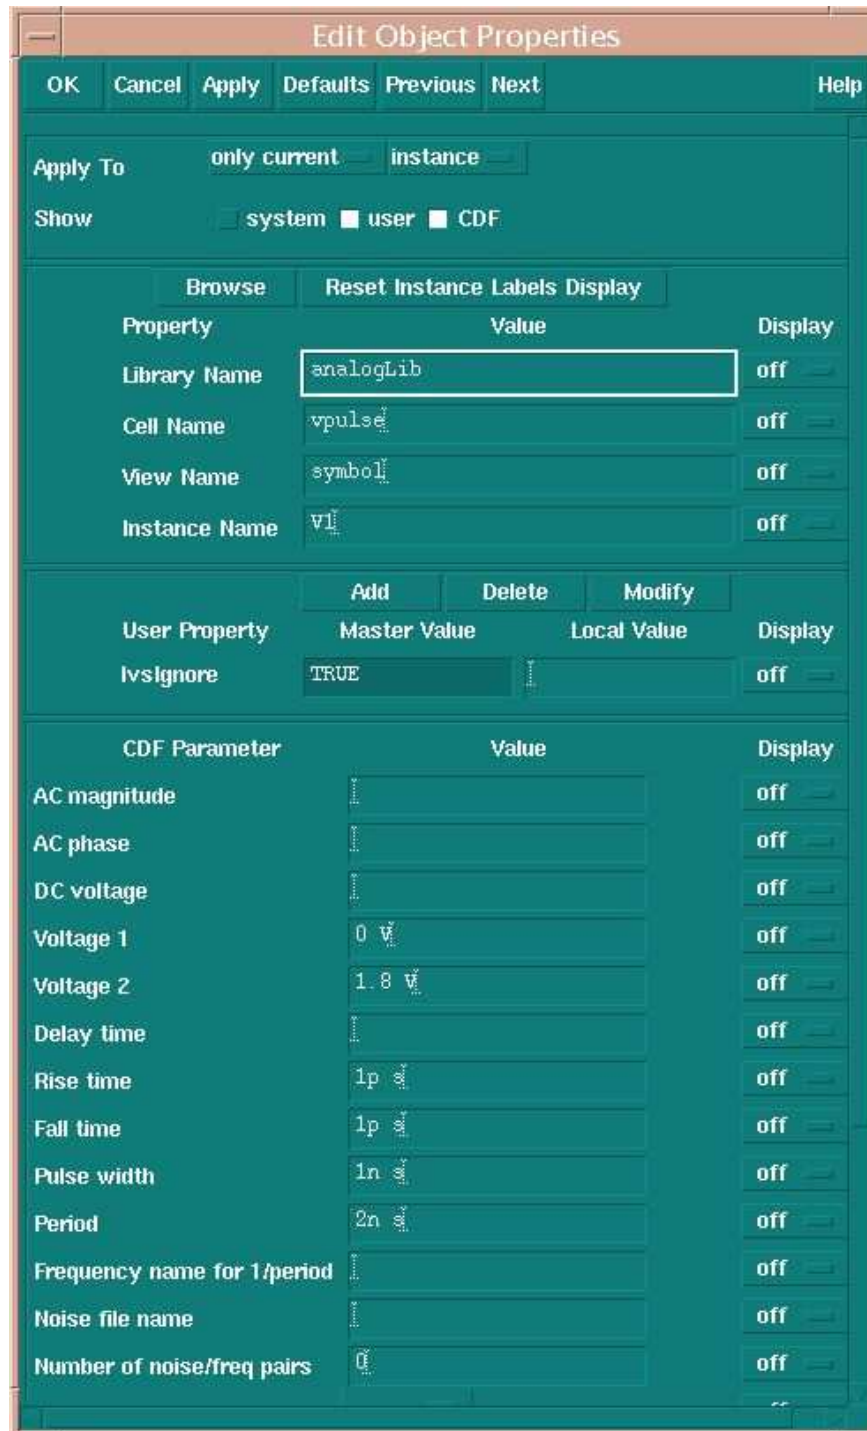 Edit Object Properties
OK Cancel Apply Defaults Previous Next Help
Apply To only current instance
Show system user CDF
Browse Reset Instance Labels Display
Property Value Display
Library Name analogLib off
Cell Name vpulse off
View Name symbol off
Instance Name V1 off
Add Delete Modify
User Property Master Value Local Value Display
lvsIgnore TRUE off
CDF Parameter Value Display
AC magnitude off
AC phase off
DC voltage off
Voltage 1 0 V off
Voltage 2 1.8 V off
Delay time off
Rise time 1p s off
Fall time 1p s off
Pulse width 1n s off
Period 2n s off
Frequency name for 1/period off
Noise file name off
Number of noise/freq pairs 0 off